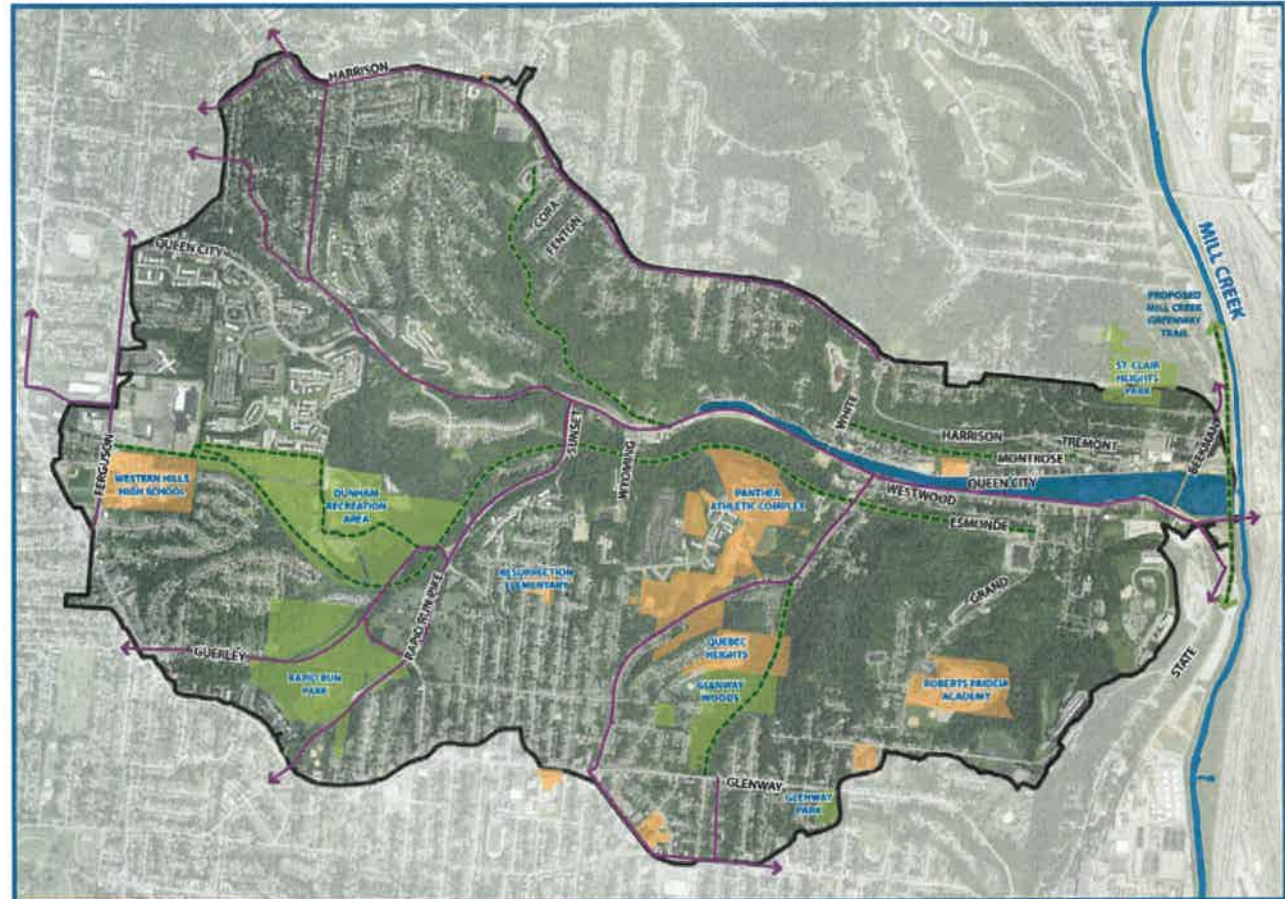 HARRISON
CORA
FENTON
QUEEN CITY
MILL CREEK
PROPOSED
MILL CREEK
GREENWAY
TRAIL
ST. CLAIR
HEIGHTS
PARK
WHITE
HARRISON
TREMONT
BEEKMAN
MONTROSE
FERGUSON
SUNSET
WYOMING
QUEEN CITY
WESTWOOD
WESTERN HILLS
HIGH SCHOOL
DUNHAM
RECREATION
AREA
PANTHER
ATHLETIC COMPLEX
ESMONDE
RESURRECTION
ELEMENTARY
GRAND
RAPID RUN PIKE
GUERLEY
QUEBEC
HEIGHTS
STATE
RAPID RUN
PARK
GLENWAY
WOODS
ROBERTS PAIDEIA
ACADEMY
GLENWAY
GLENWAY
PARK